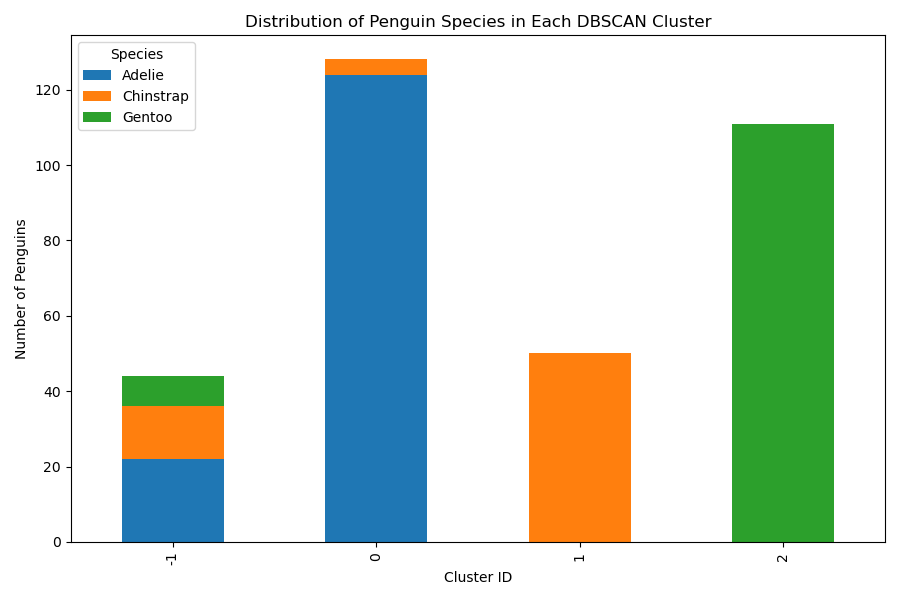 Distribution of Penguin Species in Each DBSCAN Cluster
Species
Adelie
Chinstrap
Gentoo
Number of Penguins
120
100
80
60
40
20
0
-1
0
1
2
Cluster ID